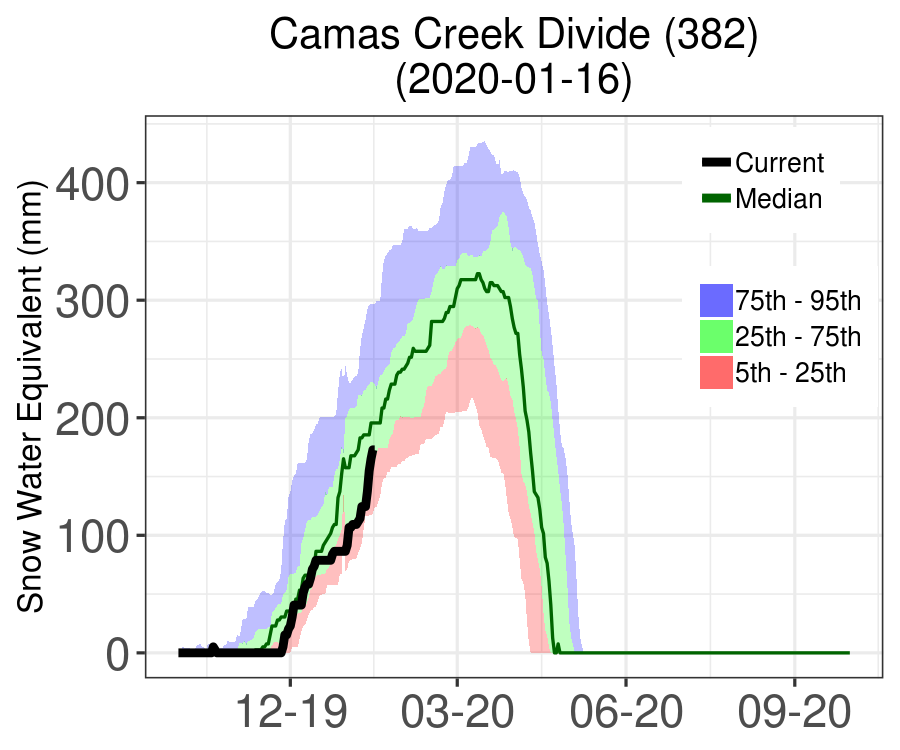 Camas Creek Divide (382)
(2020-01-16)
Snow Water Equivalent (mm)
400
300
200
100
0
Current
Median
75th - 95th
25th - 75th
5th - 25th
12-19 03-20 06-20 09-20